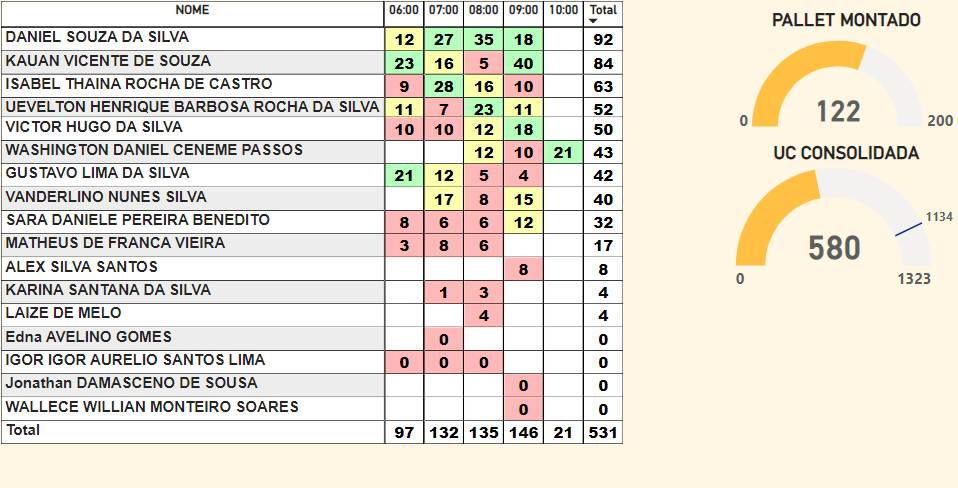 NOME 06:00 07:00 08:00 09:00 10:00 Total
DANIEL SOUZA DA SILVA 12 27 35 18 92
KAUAN VICENTE DE SOUZA 23 16 5 40 84
ISABEL THAINA ROCHA DE CASTRO 9 28 16 10 63
UEVELTON HENRIQUE BARBOSA ROCHA DA SILVA 11 7 23 11 52
VICTOR HUGO DA SILVA 10 10 12 18 50
WASHINGTON DANIEL CENEME PASSOS 12 10 21 43
GUSTAVO LIMA DA SILVA 21 12 5 4 42
VANDERLINO NUNES SILVA 17 8 15 40
SARA DANIELE PEREIRA BENEDITO 8 6 6 12 32
MATHEUS DE FRANCA VIEIRA 3 8 6 17
ALEX SILVA SANTOS 8 8
KARINA SANTANA DA SILVA 1 3 4
LAIZE DE MELO 4 4
Edna AVELINO GOMES 0 0
IGOR IGOR AURELIO SANTOS LIMA 0 0 0 0
Jonathan DAMASCENO DE SOUSA 0 0
WALLECE WILLIAN MONTEIRO SOARES 0 0
Total 97 132 135 146 21 531
PALLET MONTADO
122
0 200
UC CONSOLIDADA
1134
580
0 1323